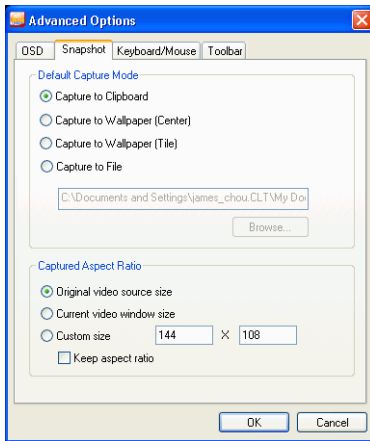 Advanced Options
OSD Snapshot Keyboard/Mouse Toolbar
Default Capture Mode
Capture to Clipboard
Capture to Wallpaper (Center)
Capture to Wallpaper (Tile)
Capture to File
C:\Documents and Settings\james_chou.CLT\My Do
Browse...
Captured Aspect Ratio
Original video source size
Current video window size
Custom size 144 X 108
Keep aspect ratio
OK Cancel